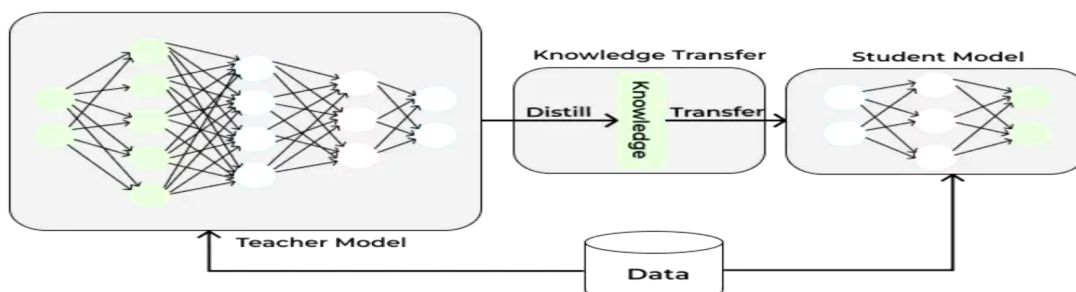 Knowledge Transfer
Student Model
Distill
Knowledge
Transfer
Teacher Model
Data